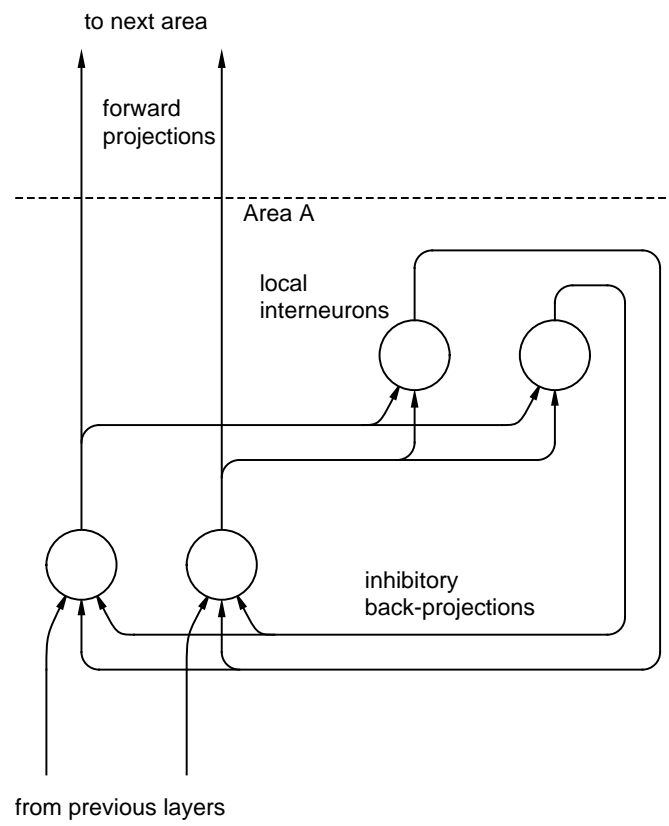 to next area
forward
projections
Area A
local
interneurons
inhibitory
back-projections
from previous layers